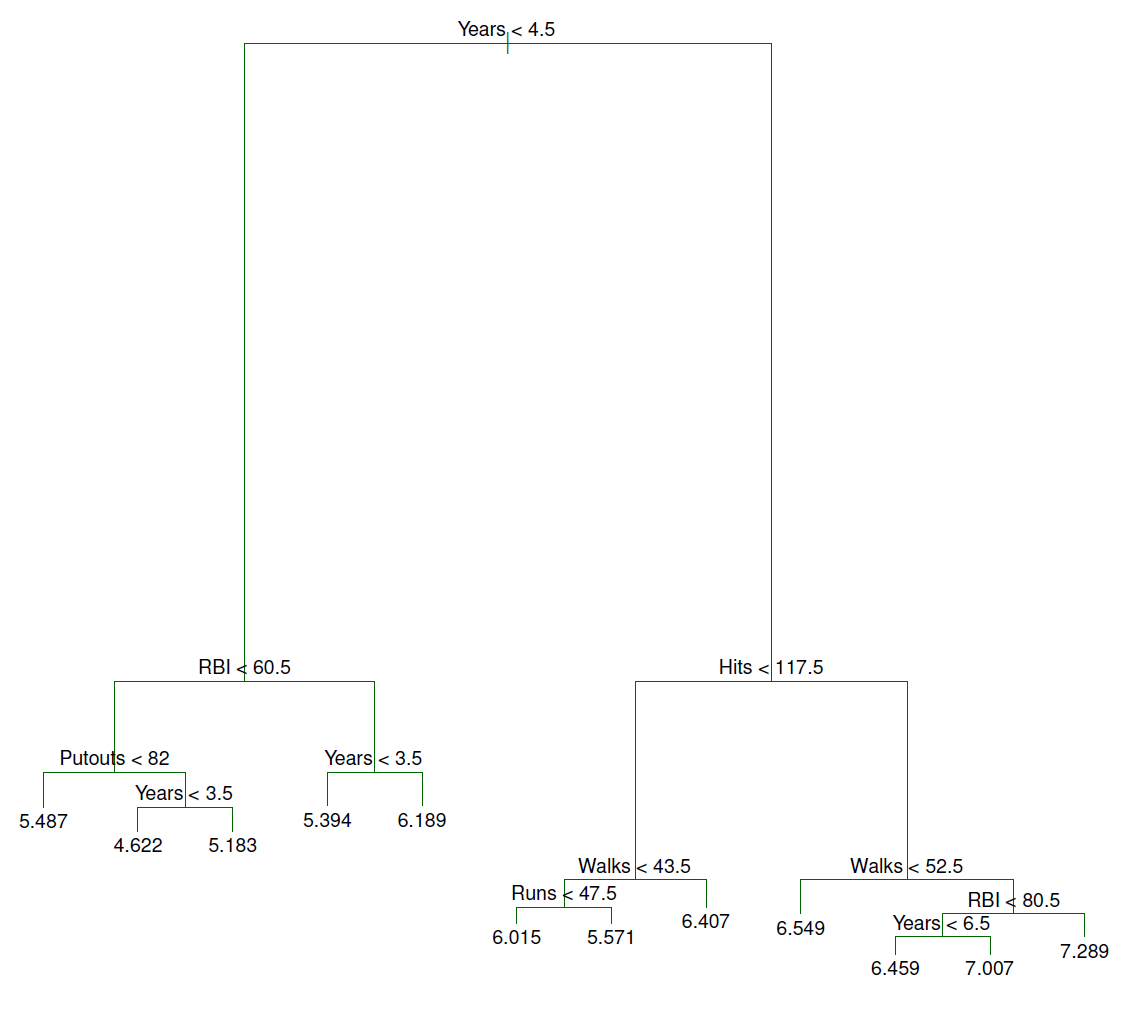 Years < 4.5
RBI < 60.5
Hits < 117.5
Putouts < 82
Years < 3.5
Years < 3.5
5.487
5.394
6.189
4.622
5.183
Walks < 43.5
Walks < 52.5
Runs < 47.5
RBI < 80.5
6.407
Years < 6.5
6.549
6.015
5.571
7.289
6.459
7.007